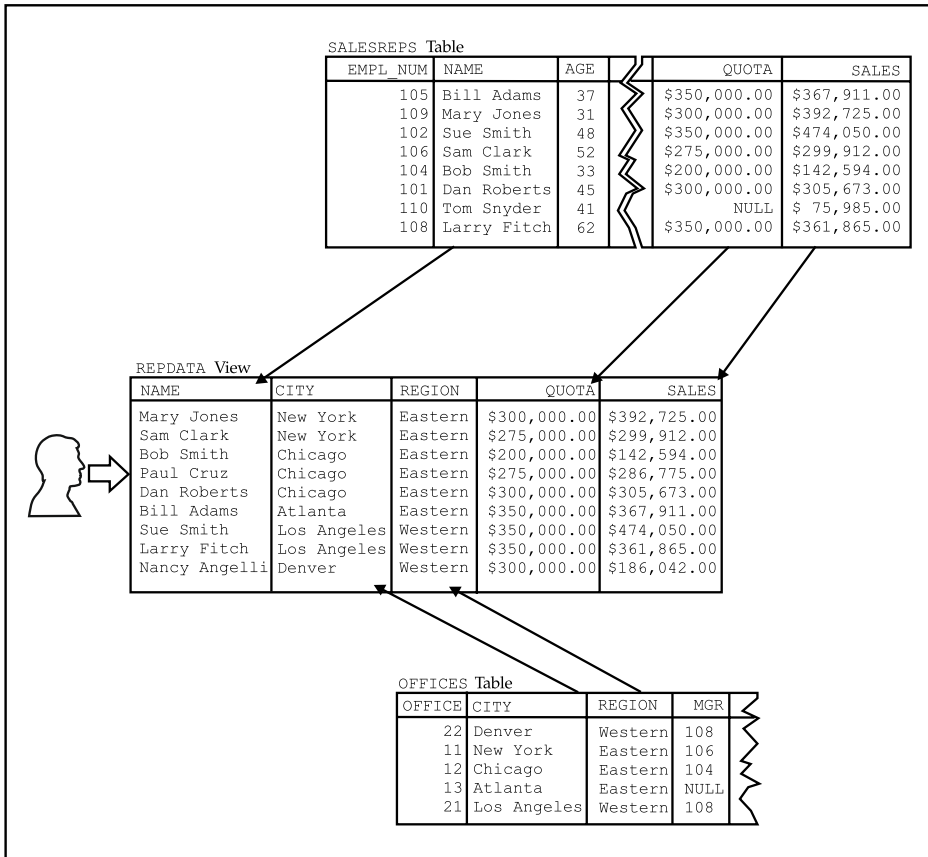 SALESREPS Table
EMPL_NUM NAME AGE QUOTA SALES
105 Bill Adams 37 $350,000.00 $367,911.00
109 Mary Jones 31 $300,000.00 $392,725.00
102 Sue Smith 48 $350,000.00 $474,050.00
106 Sam Clark 52 $275,000.00 $299,912.00
104 Bob Smith 33 $200,000.00 $142,594.00
101 Dan Roberts 45 $300,000.00 $305,673.00
110 Tom Snyder 41 NULL $ 75,985.00
108 Larry Fitch 62 $350,000.00 $361,865.00
REPDATA View
NAME CITY REGION QUOTA SALES
Mary Jones New York Eastern $300,000.00 $392,725.00
Sam Clark New York Eastern $275,000.00 $299,912.00
Bob Smith Chicago Eastern $200,000.00 $142,594.00
Paul Cruz Chicago Eastern $275,000.00 $286,775.00
Dan Roberts Chicago Eastern $300,000.00 $305,673.00
Bill Adams Atlanta Eastern $350,000.00 $367,911.00
Sue Smith Los Angeles Western $350,000.00 $474,050.00
Larry Fitch Los Angeles Western $350,000.00 $361,865.00
Nancy Angelli Denver Western $300,000.00 $186,042.00
OFFICES Table
OFFICE CITY REGION MGR
22 Denver Western 108
11 New York Eastern 106
12 Chicago Eastern 104
13 Atlanta Eastern NULL
21 Los Angeles Western 108